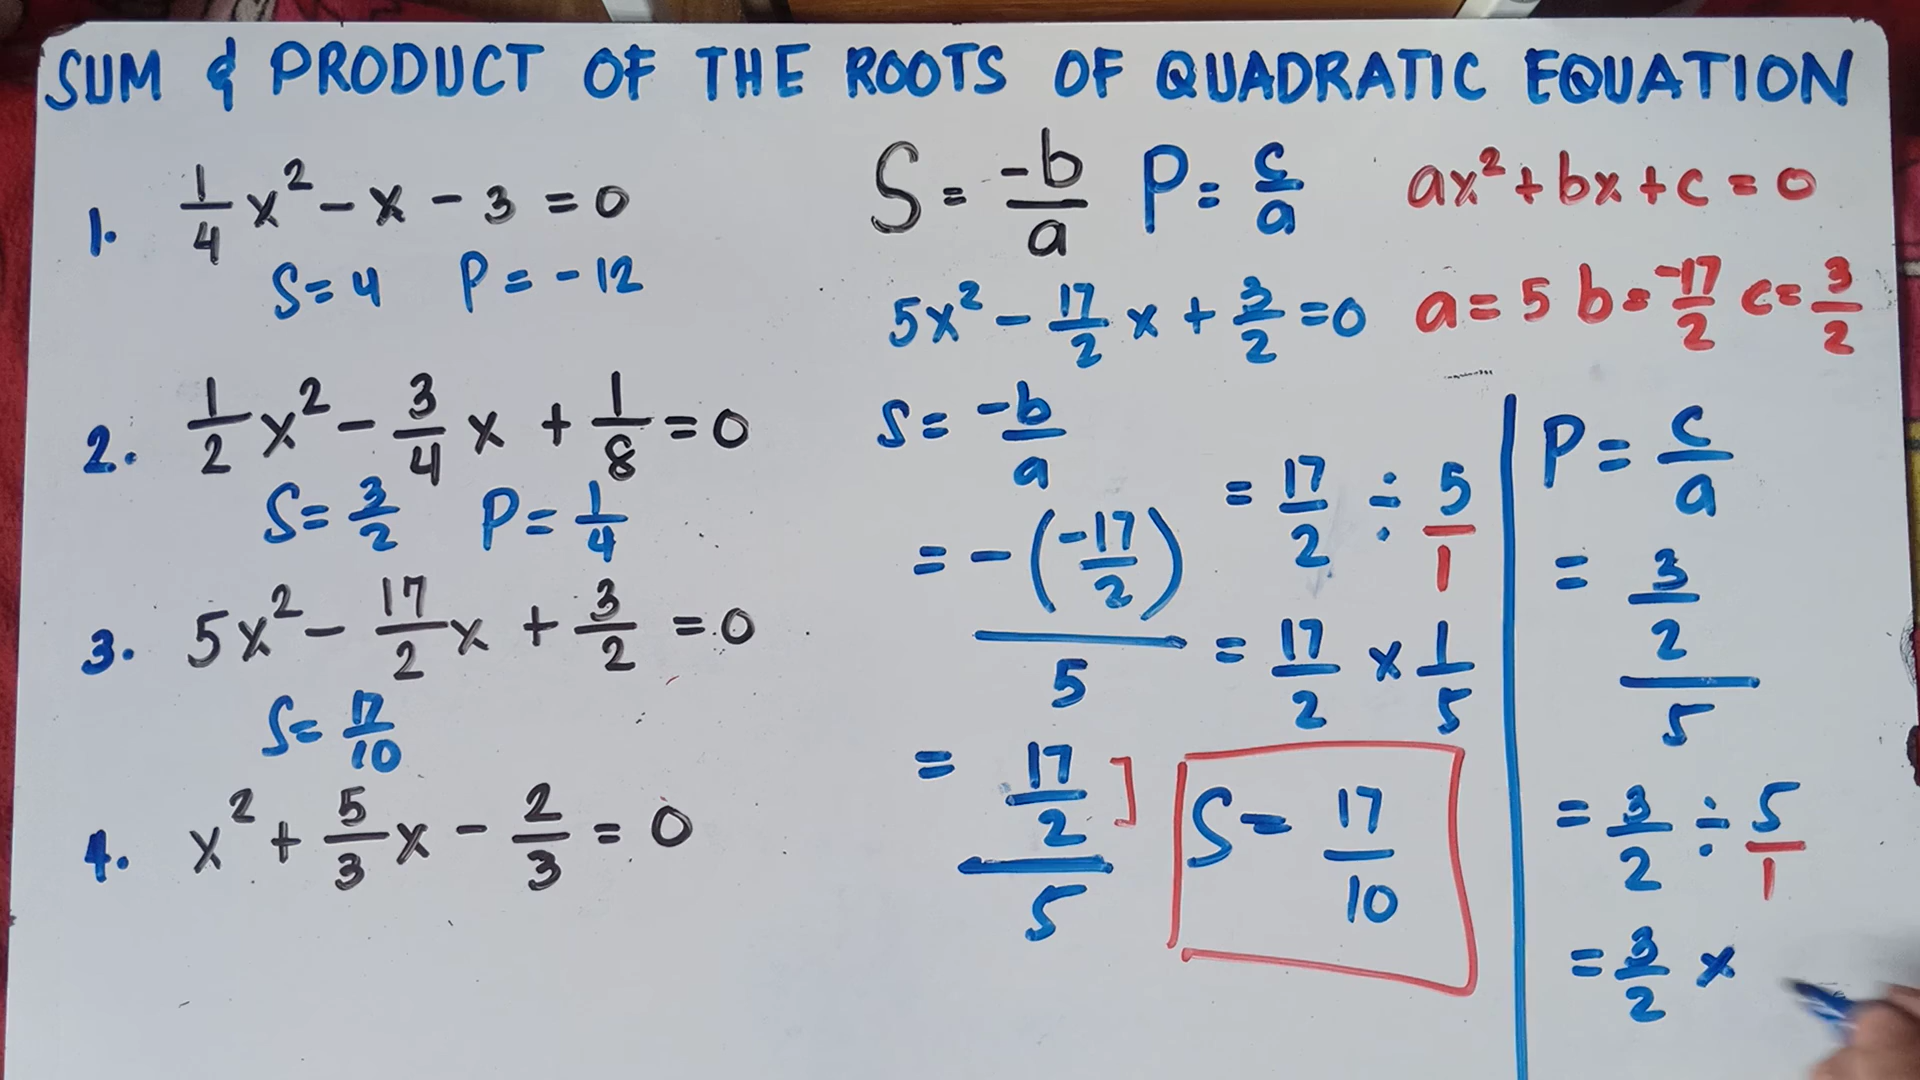 SUM & PRODUCT OF THE ROOTS OF QUADRATIC EQUATION
1. 1/4 x² - x - 3 = 0
S = 4 P = -12
2. 1/2 x² - 3/4 x + 1/8 = 0
S = 3/2 P = 1/4
3. 5x² - 17/2 x + 3/2 = 0
S = 17/10
4. x² + 5/3 x - 2/3 = 0
S = -b/a P = c/a ax² + bx + c = 0
5x² - 17/2 x + 3/2 = 0 a = 5 b = -17/2 c = 3/2
S = -b/a
= -(-17/2) / 5
= 17/2 / 5
= 17/2 ÷ 5/1
= 17/2 × 1/5
S = 17/10
P = c/a
= 3/2 / 5
= 3/2 ÷ 5/1
= 3/2 ×